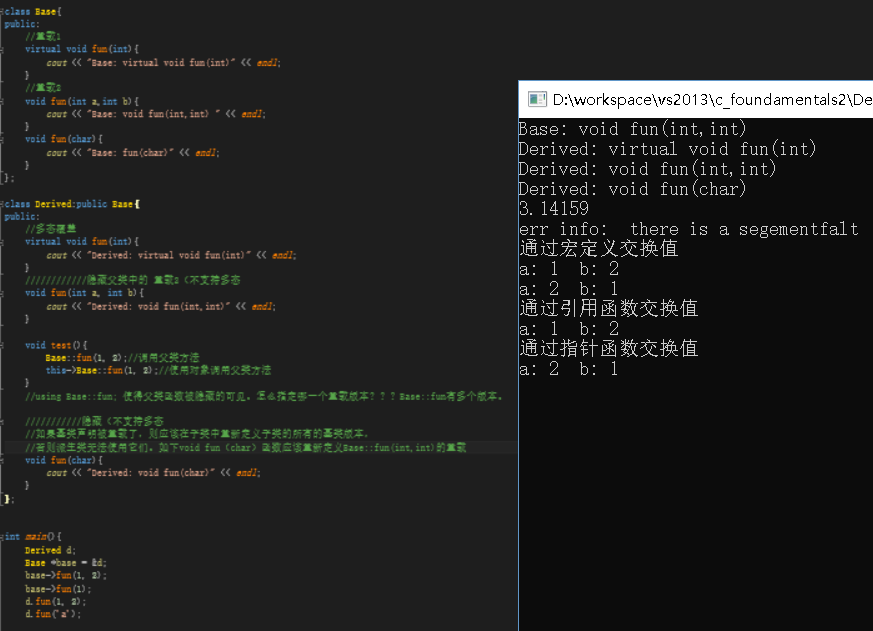 class Base{
public:
//重载1
virtual void fun(int){
cout << "Base: virtual void fun(int)" << endl;
}
//重载2
void fun(int a,int b){
cout << "Base: void fun(int,int) " << endl;
}
void fun(char){
cout << "Base: fun(char)" << endl;
}
};
class Derived:public Base{
public:
//多态覆盖
virtual void fun(int){
cout << "Derived: virtual void fun(int)" << endl;
}
////////////隐藏父类中的 重载2（不支持多态
void fun(int a, int b){
cout << "Derived: void fun(int,int)" << endl;
}
void test(){
Base::fun(1, 2);//调用父类方法
this->Base::fun(1, 2);//使用对象调用父类方法
}
//using Base::fun; 使得父类函数被隐藏的可见。怎么指定哪一个重载版本？？？Base::fun有多个版本。
///////////隐藏（不支持多态
//如果基类声明被重载了，则应该在子类中重新定义子类的所有的基类版本。
//否则派生类无法使用它们。如下void fun（char）函数应该重新定义Base::fun(int,int)的重载
void fun(char){
cout << "Derived: void fun(char)" << endl;
}
};
int main(){
Derived d;
Base *base = &d;
base->fun(1, 2);
base->fun(1);
d.fun(1, 2);
d.fun('a');
D:\workspace\vs2013\c_foundamentals2\De
Base: void fun(int,int)
Derived: virtual void fun(int)
Derived: void fun(int,int)
Derived: void fun(char)
3.14159
err info:  there is a segementfalt
通过宏定义交换值
a: 1  b: 2
a: 2  b: 1
通过引用函数交换值
a: 1  b: 2
通过指针函数交换值
a: 2  b: 1